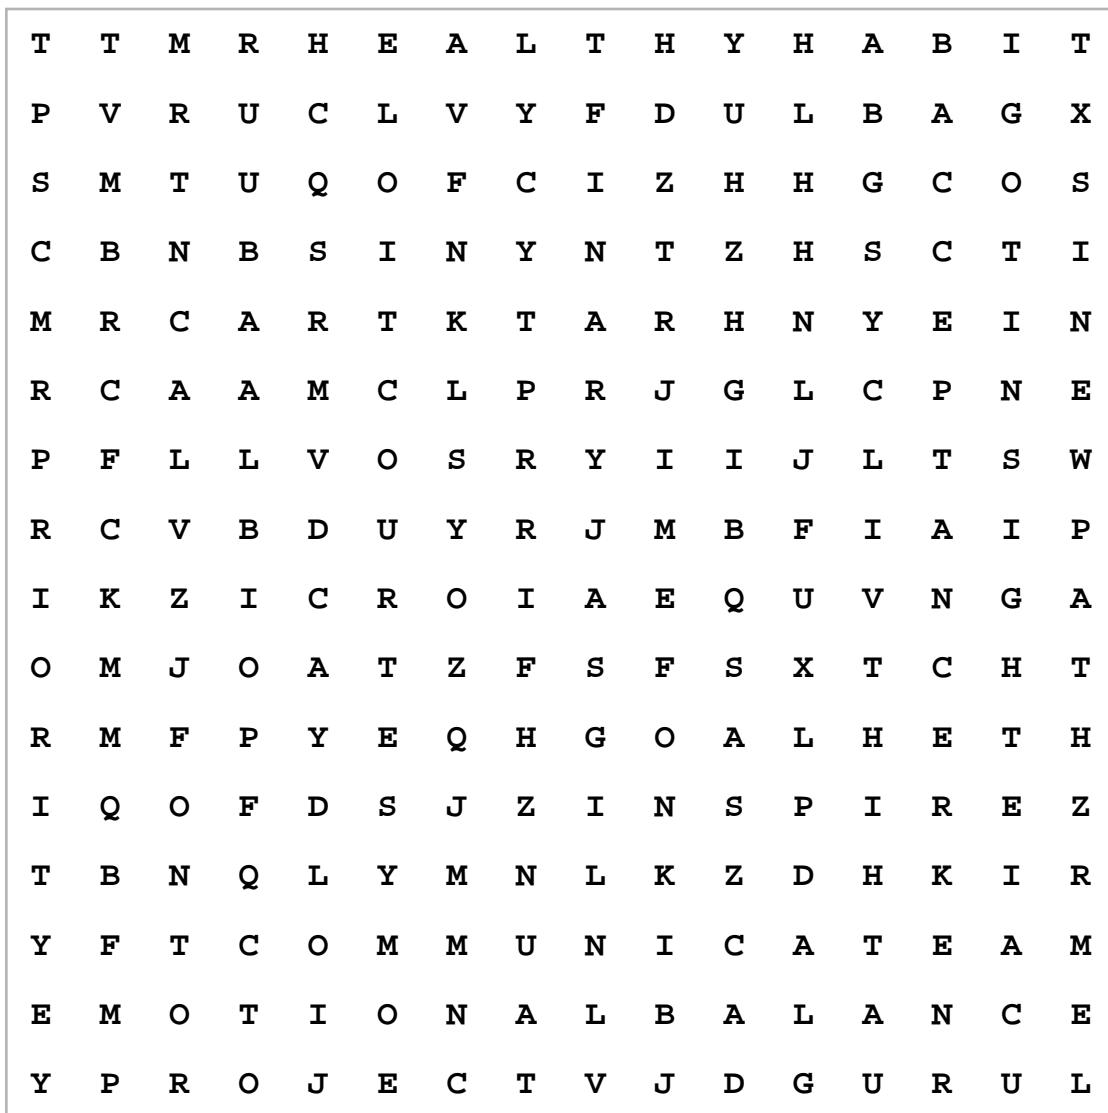 T T M R H E A L T H Y H A B I T
P V R U C L V Y F D U L B A G X
S M T U Q O F C I Z H H G C O S
C B N B S I N Y N T Z H S C T I
M R C A R T K T A R H N Y E I N
R C A A M C L P R J G L C P N E
P F L L V O S R Y I I J L T S W
R C V B D U Y R J M B F I A I P
I K Z I C R O I A E Q U V N G A
O M J O A T Z F S F S X T C H T
R M F P Y E Q H G O A L H E T H
I Q O F D S J Z I N S P I R E Z
T B N Q L Y M N L K Z D H K I R
Y F T C O M M U N I C A T E A M
E M O T I O N A L B A L A N C E
Y P R O J E C T V J D G U R U L